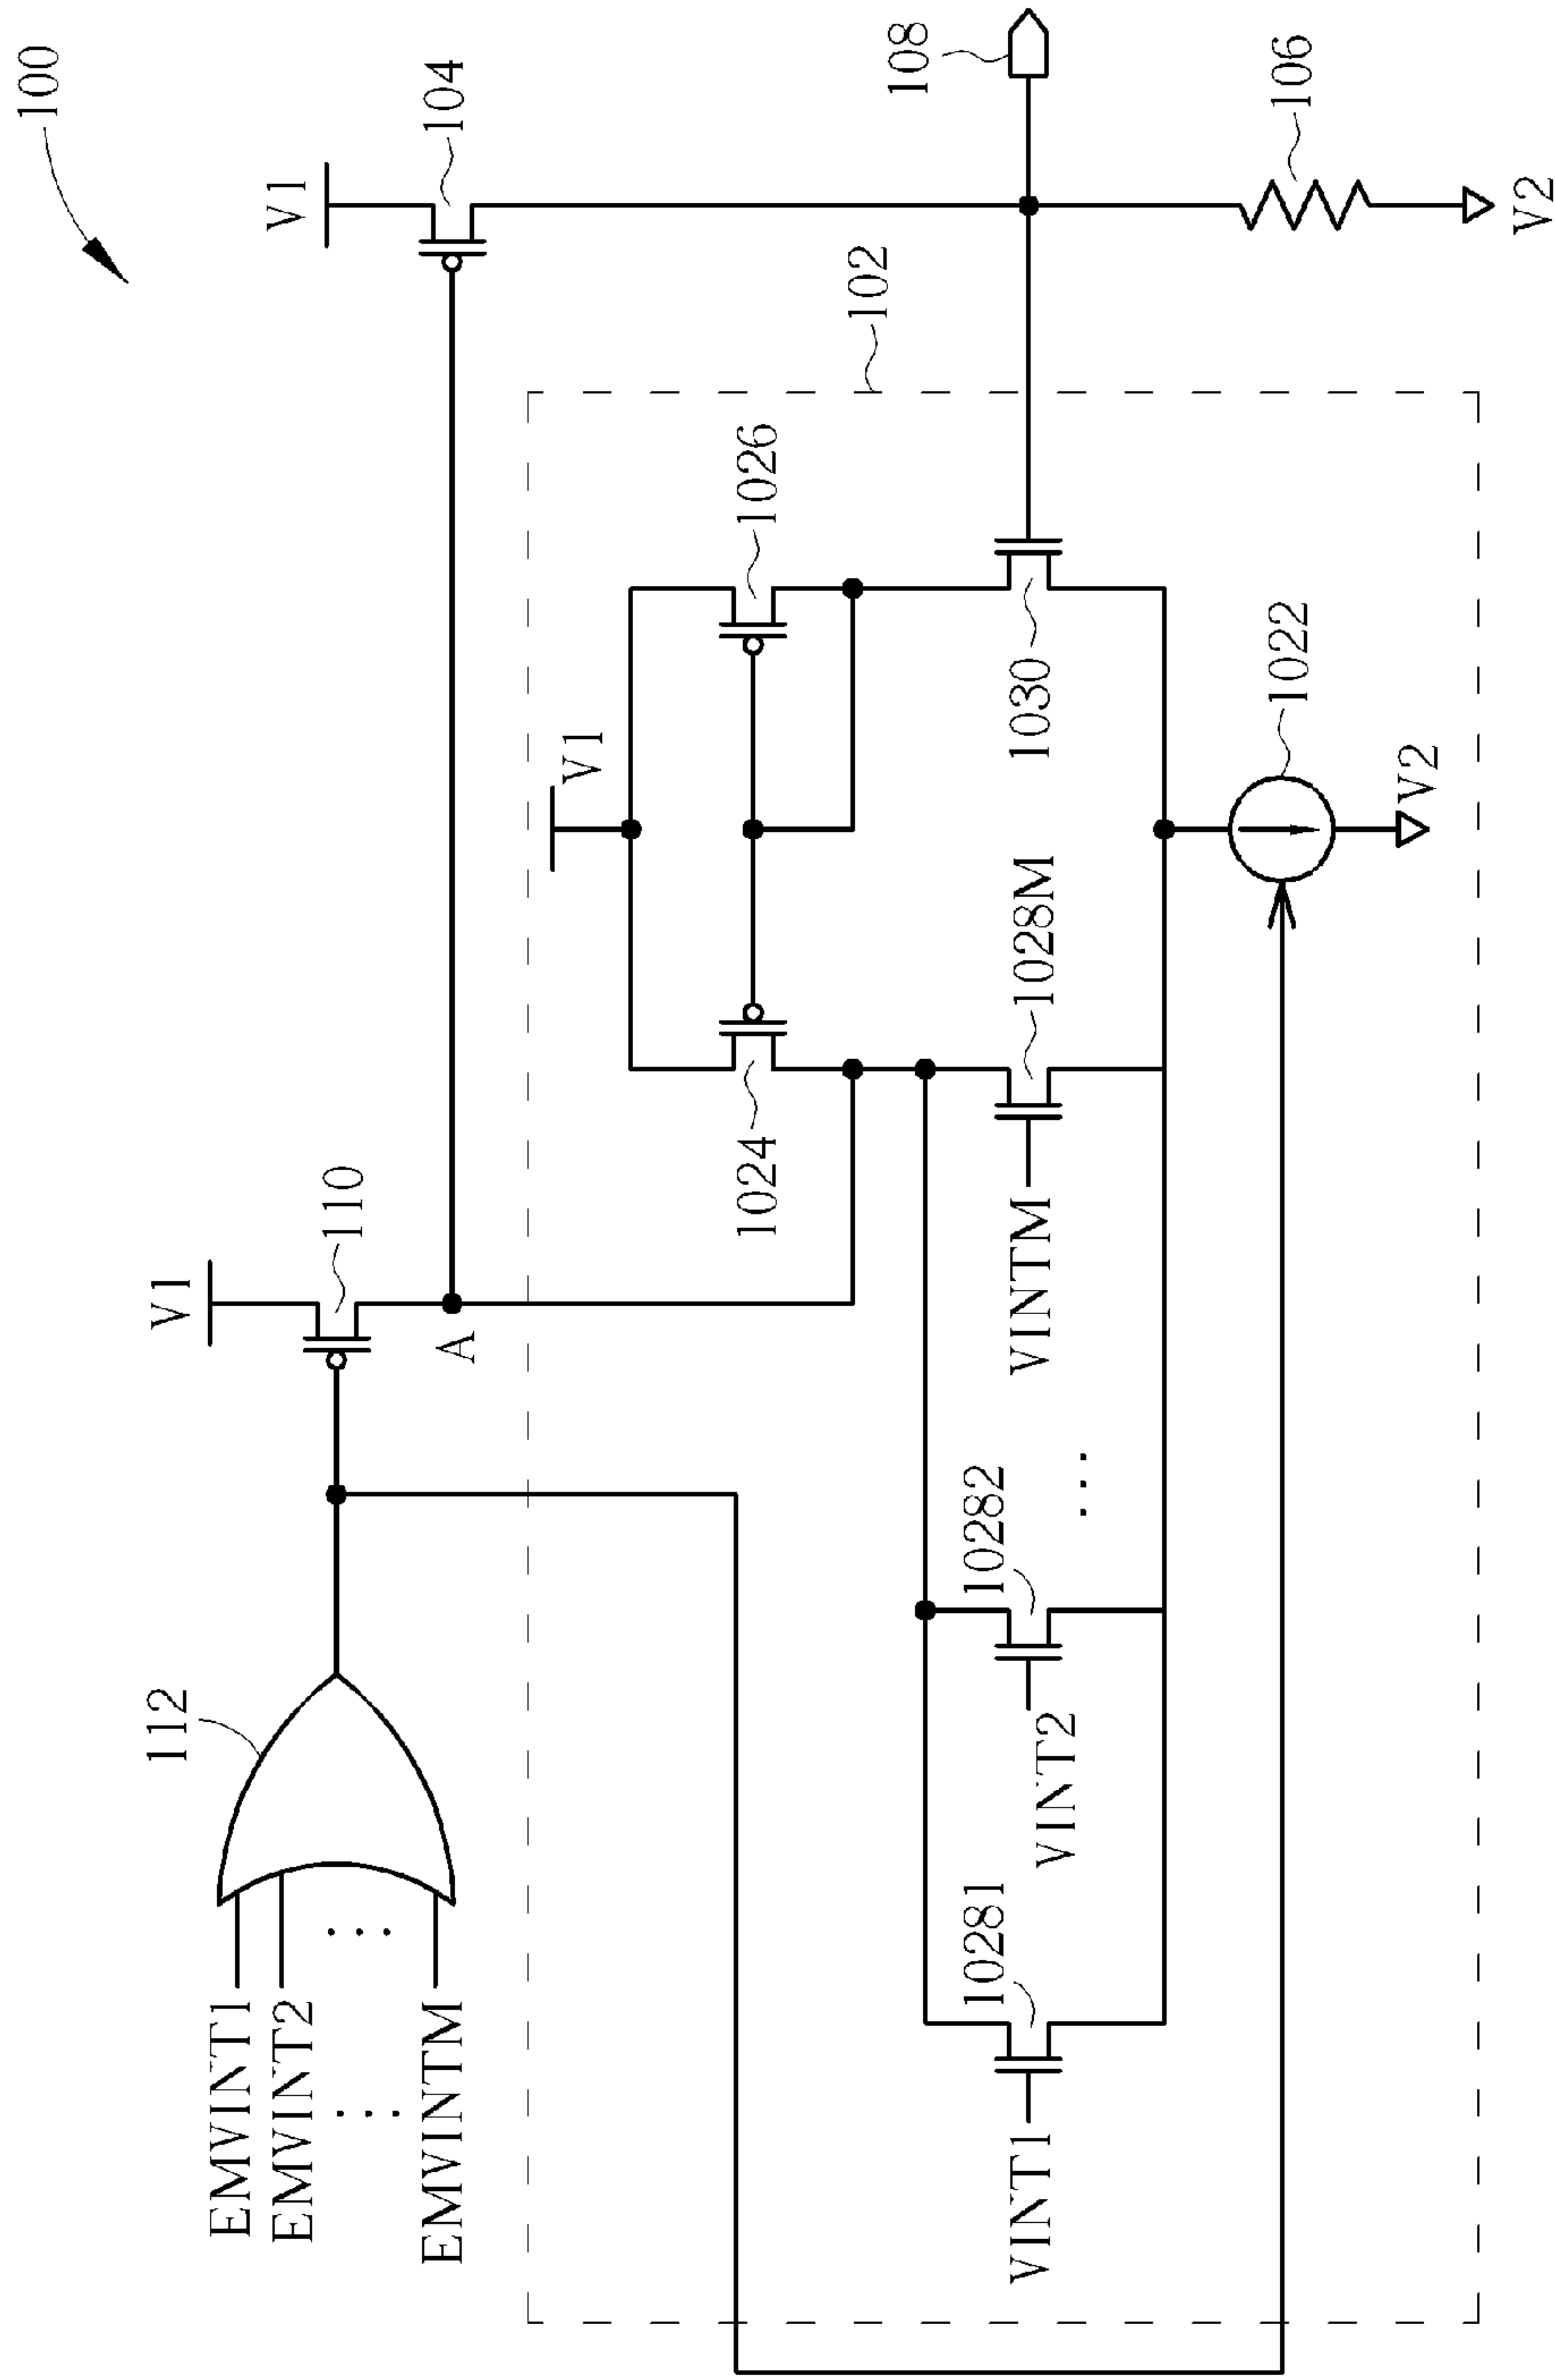 100
V1
104
108
106
V2
102
1026
V1
1030
1022
V2
1024
1028M
VINTM
V1
110
A
10282
...
VINT2
112
10281
VINT1
...
EMVINT1
EMVINT2
...
EMVINTM